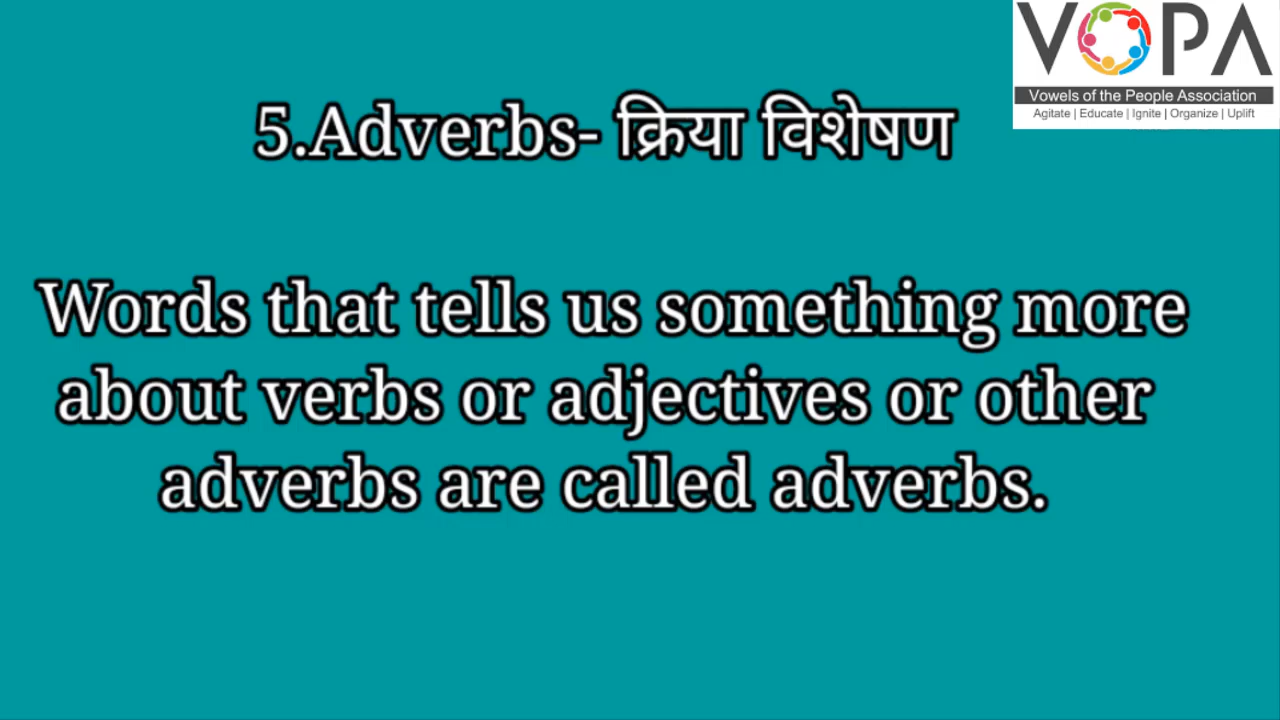 VOPA
Vowels of the People Association
Agitate | Educate | Ignite | Organize | Uplift
5.Adverbs- क्रिया विशेषण
Words that tells us something more
about verbs or adjectives or other
adverbs are called adverbs.